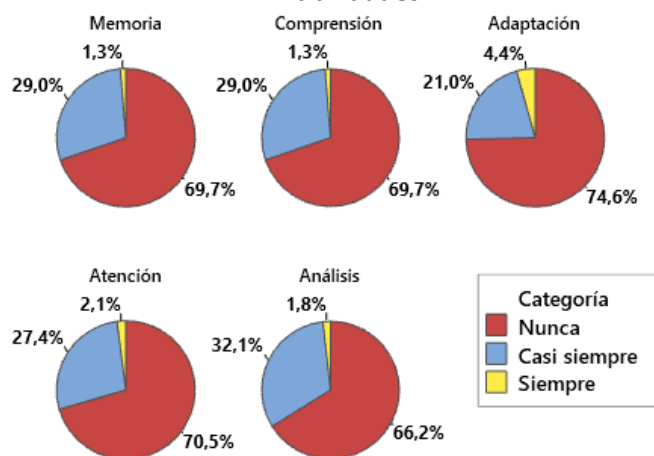 Memoria
1,3%
29,0%
69,7%
Comprensión
1,3%
29,0%
69,7%
Adaptación
4,4%
21,0%
74,6%
Atención
2,1%
27,4%
70,5%
Análisis
1,8%
32,1%
66,2%
Categoría
Nunca
Casi siempre
Siempre